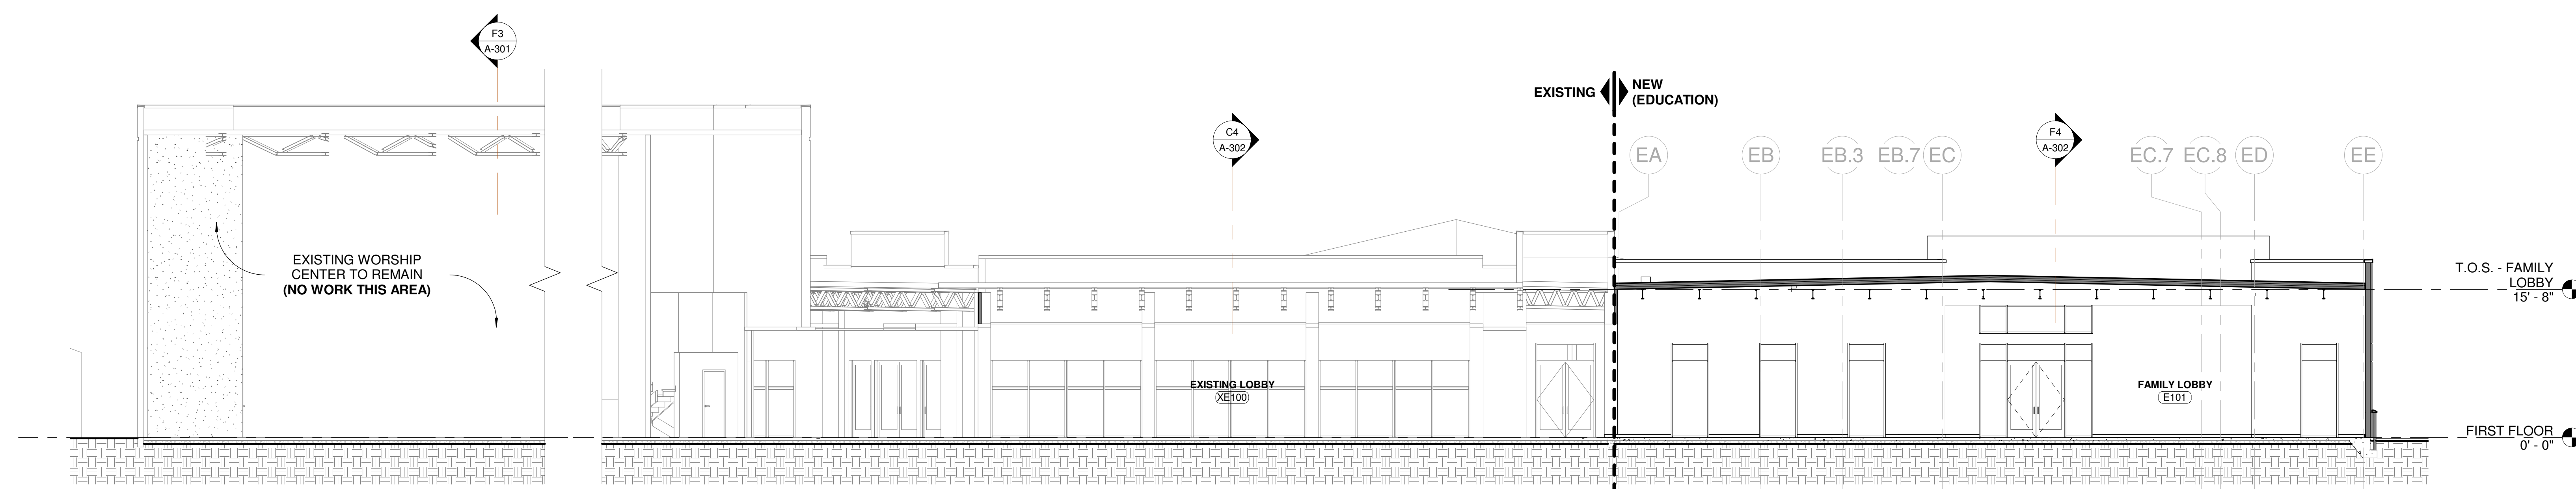 F3
A-301
EXISTING
NEW
(EDUCATION)
C4
A-302
F4
A-302
EA
EB
EB.3
EB.7
EC
EC.7
EC.8
ED
EE
EXISTING WORSHIP
CENTER TO REMAIN
(NO WORK THIS AREA)
T.O.S. - FAMILY
LOBBY
15' - 8"
EXISTING LOBBY
XE100
FAMILY LOBBY
E101
FIRST FLOOR
0' - 0"